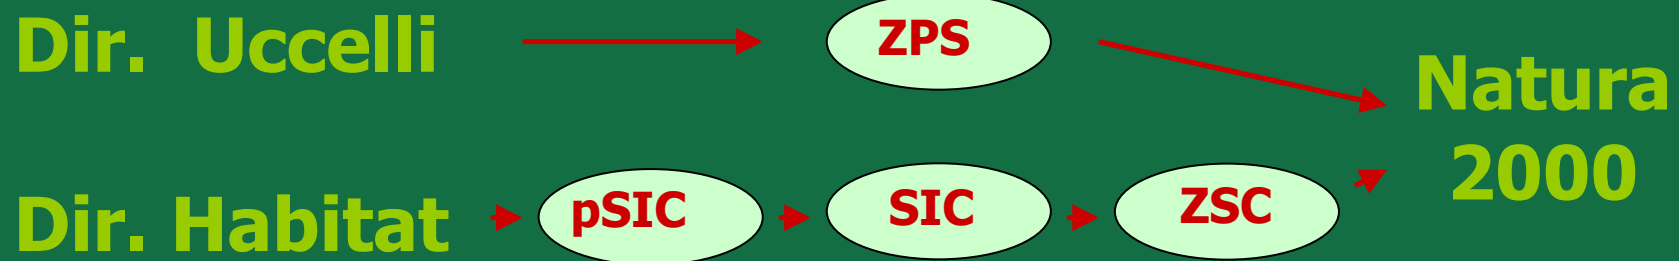 Dir. Uccelli
ZPS
Dir. Habitat
pSIC
SIC
ZSC
Natura
2000